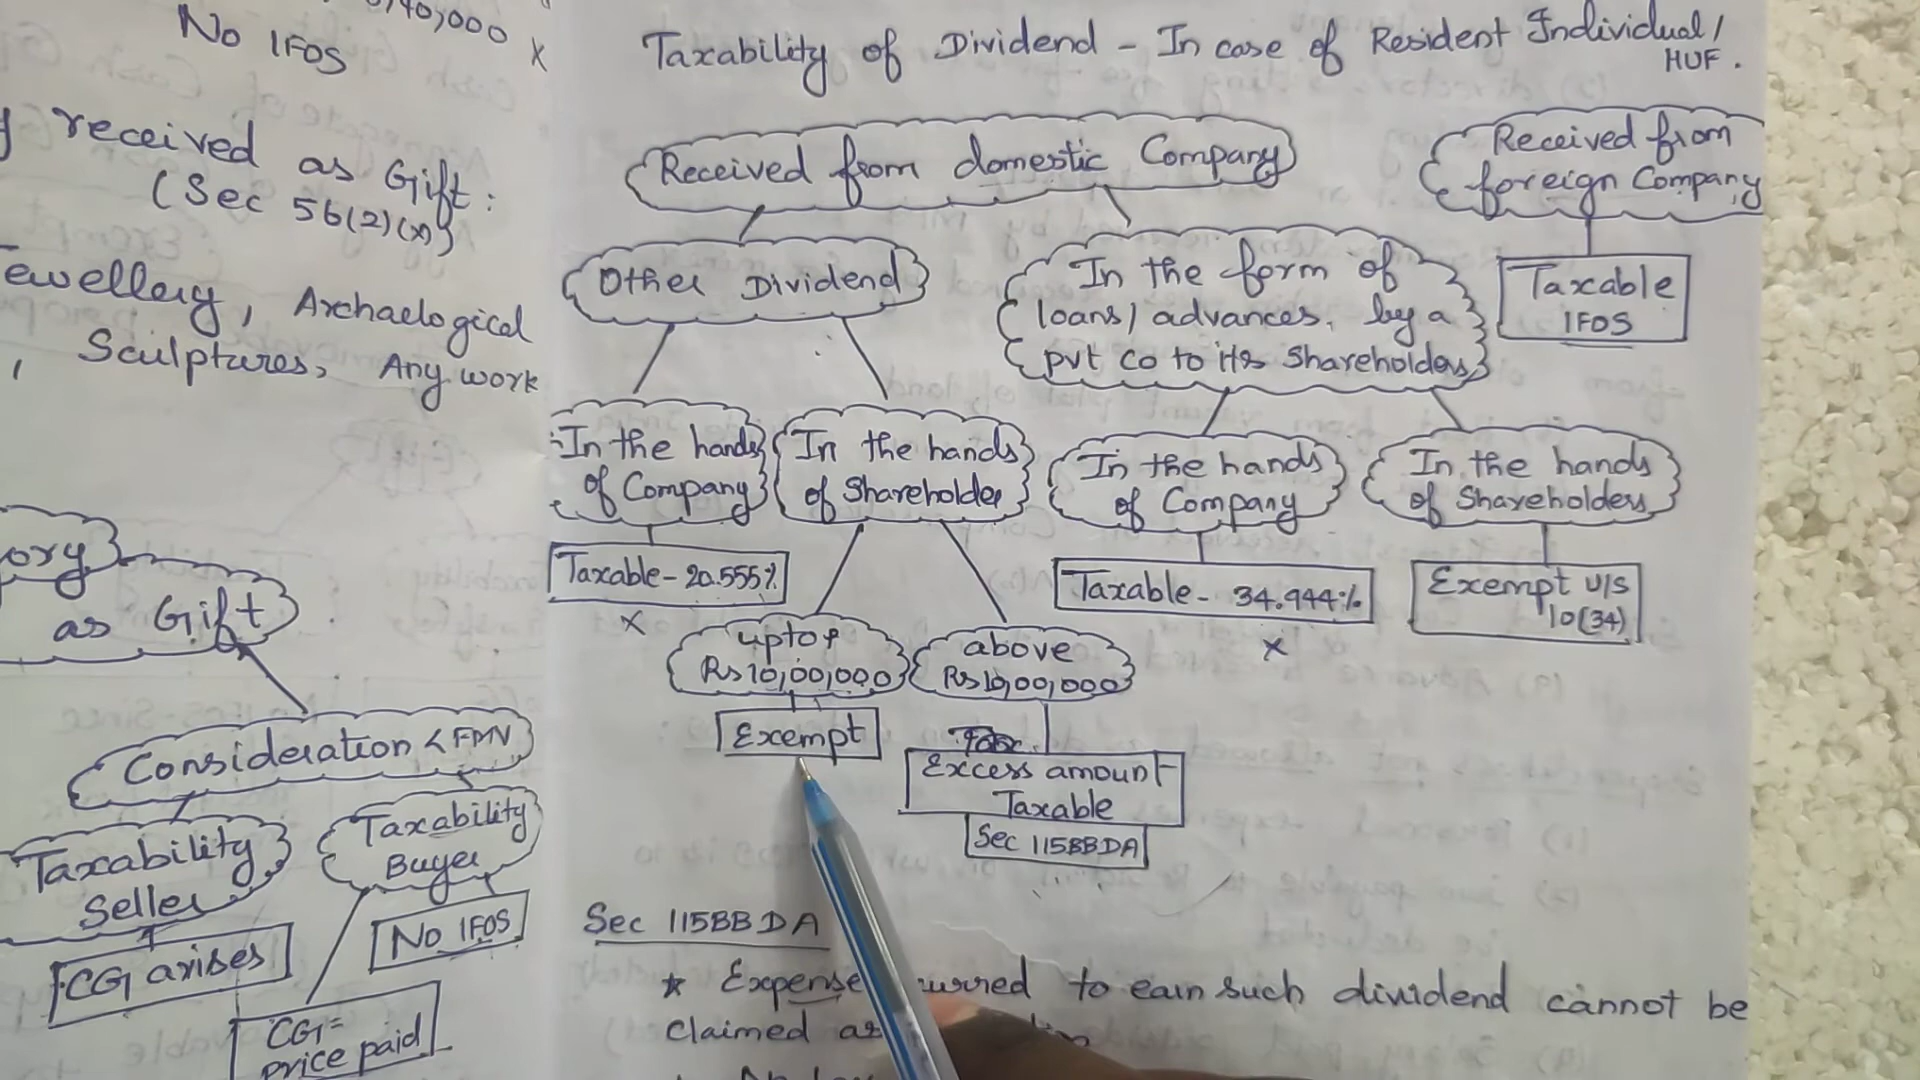 No IFOS
x
received
as Gift:
(Sec 56(2)(x))
Archaelogical
Sculptures, Any work
as Gift
Consideration < FMV
Taxability
Seller
Taxability
Buyer
CG arises
No IFOS
CG =
price paid
Taxability of Dividend - In case of Resident Individual/
HUF.
Received from domestic Company
Received from
foreign Company
Other Dividend
In the form of
loans/advances, by a
pvt co to its shareholders
Taxable
IFOS
In the hands
of Company
In the hands
of Shareholder
In the hands
of Company
In the hands
of Shareholders
Taxable - 20.555%
x
Taxable - 34.944%
x
Exempt U/S
10(34)
upto
Rs 10,00,000
above
Rs 10,00,000
Exempt
Excess amount
Taxable
Sec 115BBDA
Sec 115BBDA
* Expense urred to earn such dividend cannot be
claimed as